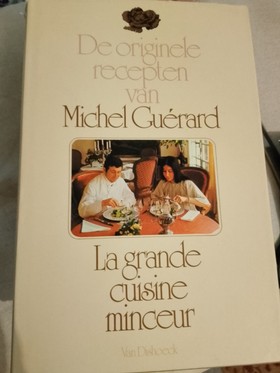 De originele
recepten
van
Michel Guérard
La grande
cuisine
minceur
Van Dishoeck